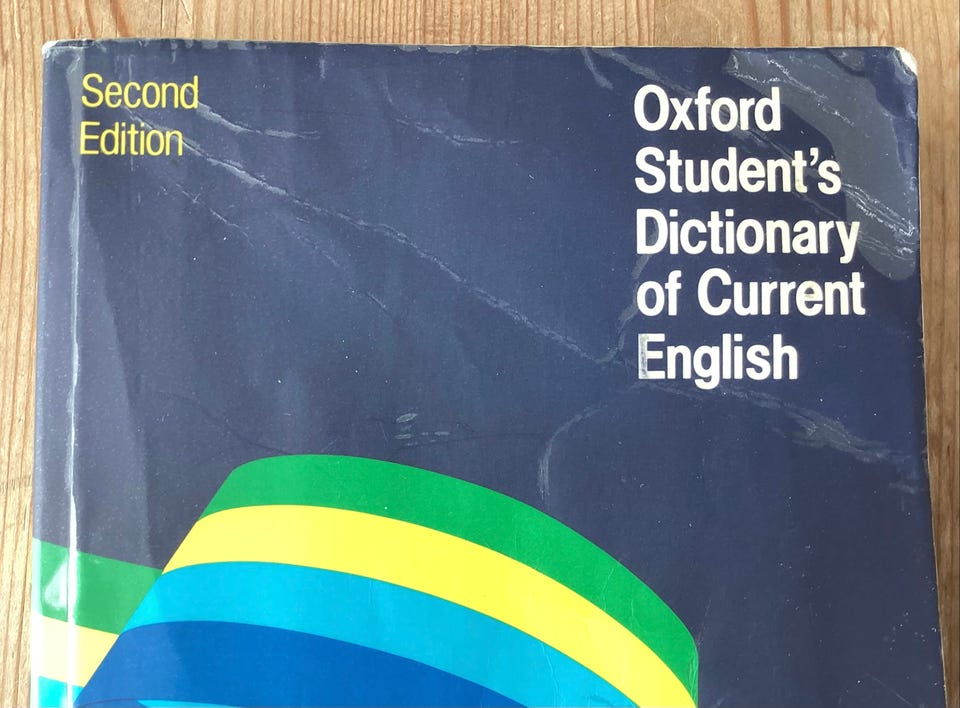 Second
Edition
Oxford
Student's
Dictionary
of Current
English